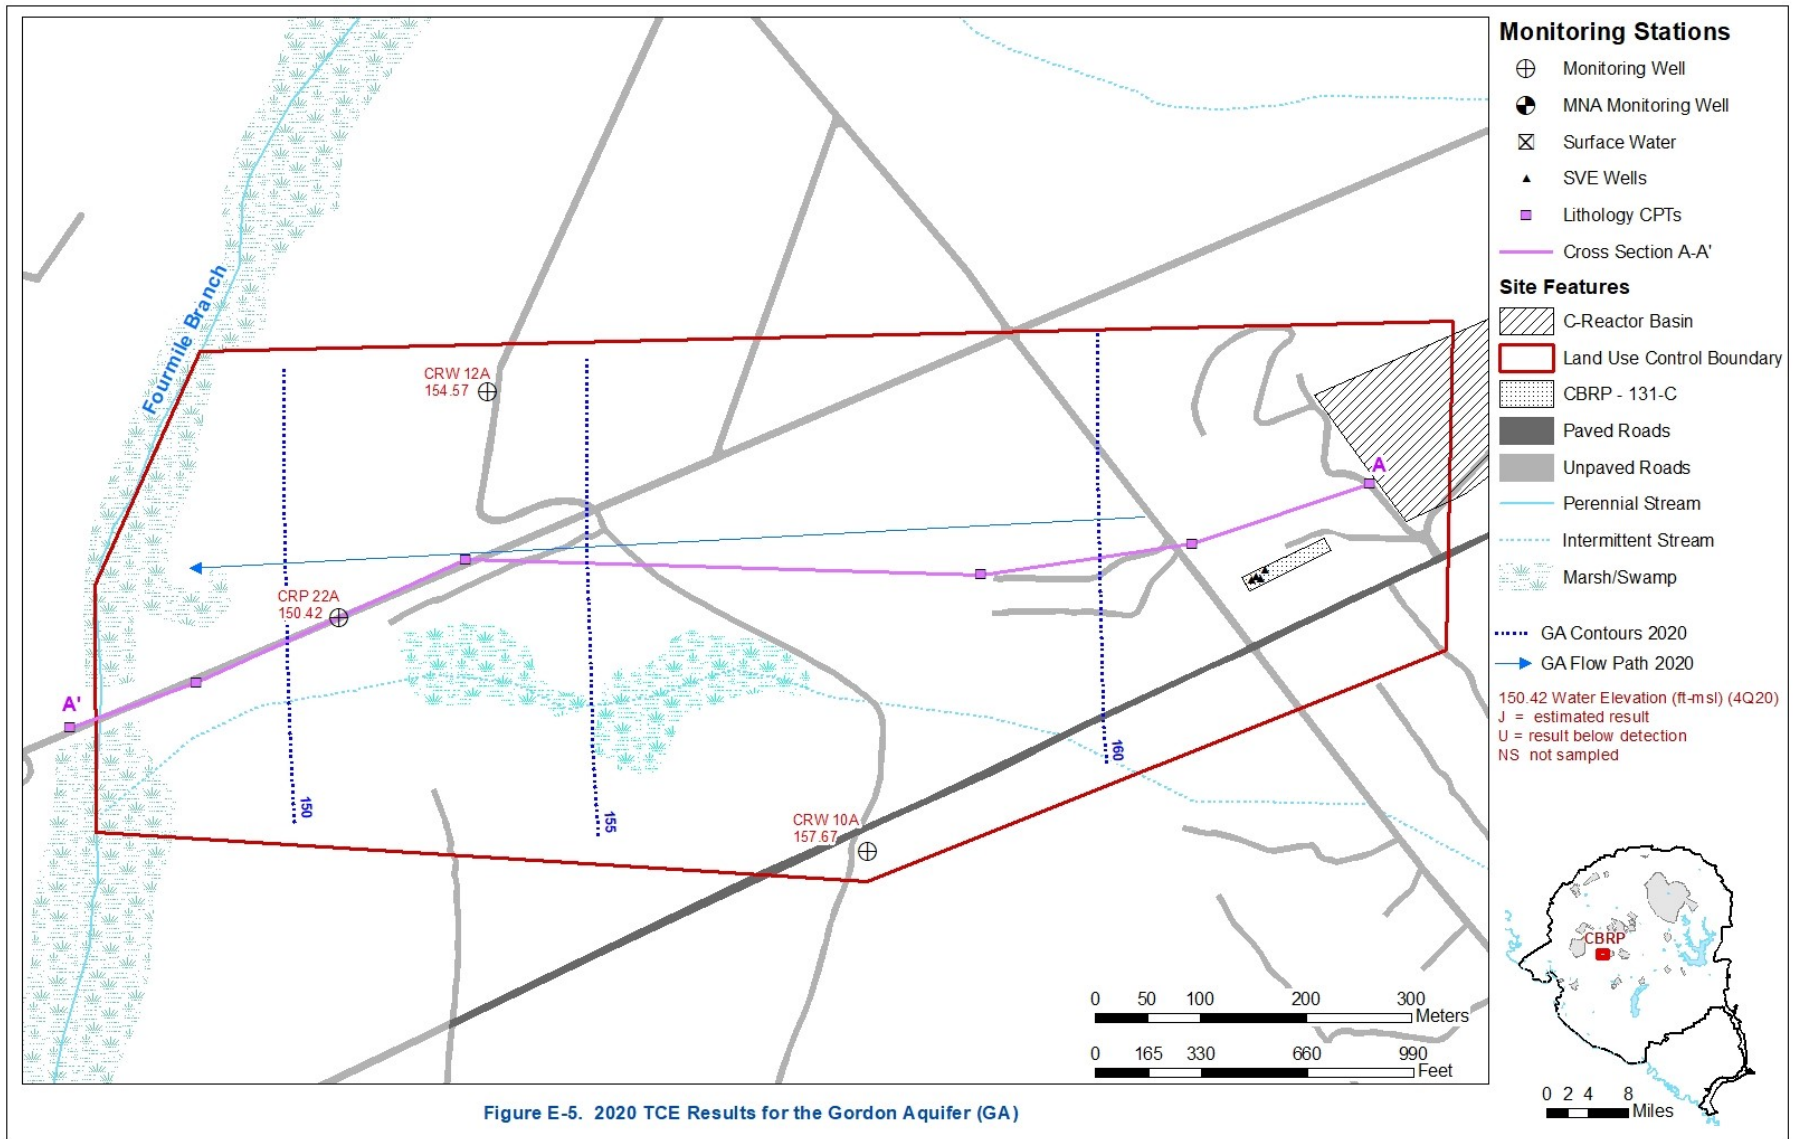 Fourmile Branch
CRW 12A
154.57
A
CRP 22A
150.42
A'
150
155
160
CRW 10A
157.67
0 50 100 200 300
Meters
0 165 330 660 990
Feet
Monitoring Stations
Monitoring Well
MNA Monitoring Well
Surface Water
SVE Wells
Lithology CPTs
Cross Section A-A'
Site Features
C-Reactor Basin
Land Use Control Boundary
CBRP - 131-C
Paved Roads
Unpaved Roads
Perennial Stream
Intermittent Stream
Marsh/Swamp
GA Contours 2020
GA Flow Path 2020
150.42 Water Elevation (ft-msl) (4Q20)
J = estimated result
U = result below detection
NS not sampled
CBRP
0 2 4 8
Miles
Figure E-5. 2020 TCE Results for the Gordon Aquifer (GA)